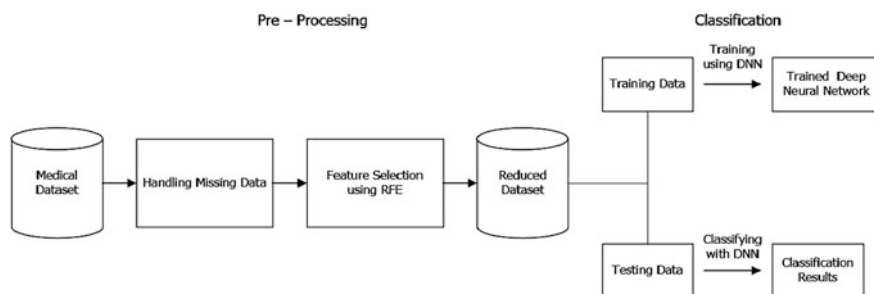 Pre – Processing
Classification
Medical
Dataset
Handling Missing Data
Feature Selection
using RFE
Reduced
Dataset
Training Data
Training
using DNN
Trained Deep
Neural Network
Testing Data
Classifying
with DNN
Classification
Results